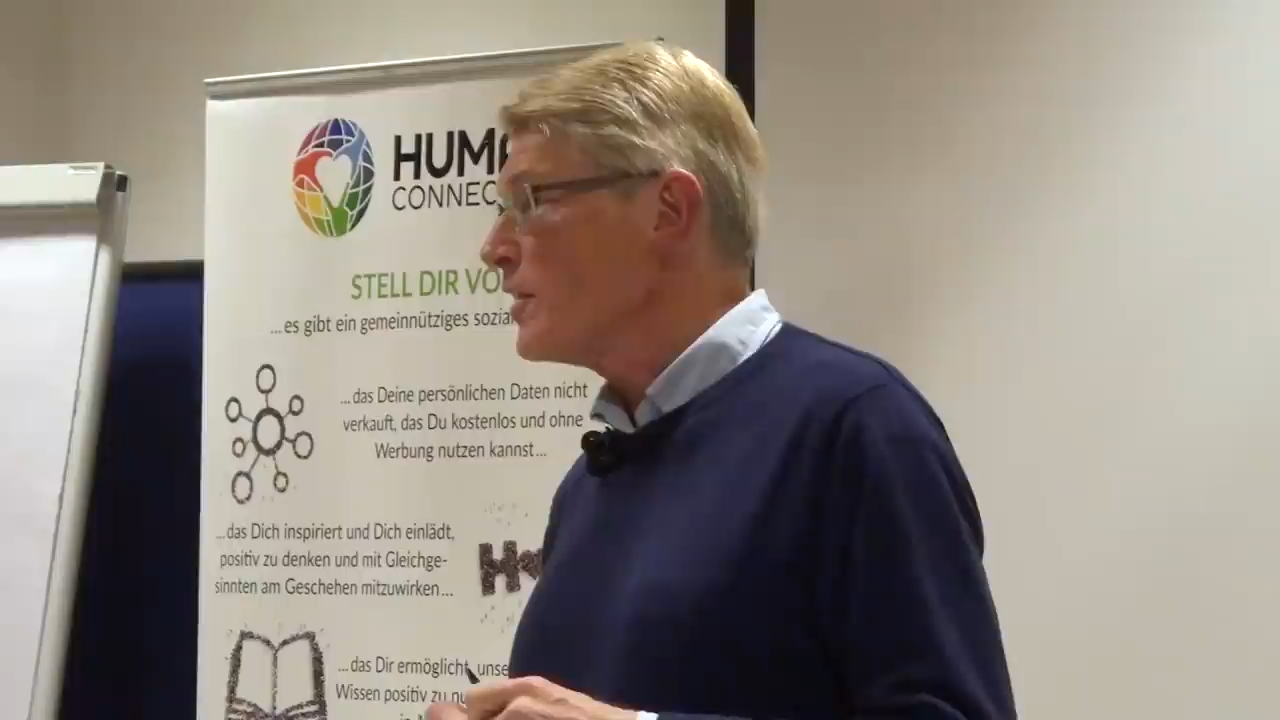 HUMA
CONNEC
STELL DIR VO
...es gibt ein gemeinnütziges sozia
...das Deine persönlichen Daten nicht
verkauft, das Du kostenlos und ohne
Werbung nutzen kannst...
...das Dich inspiriert und Dich einlädt,
positiv zu denken und mit Gleichge-
sinnten am Geschehen mitzuwirken...
...das Dir ermöglicht, unse
Wissen positiv zu nu